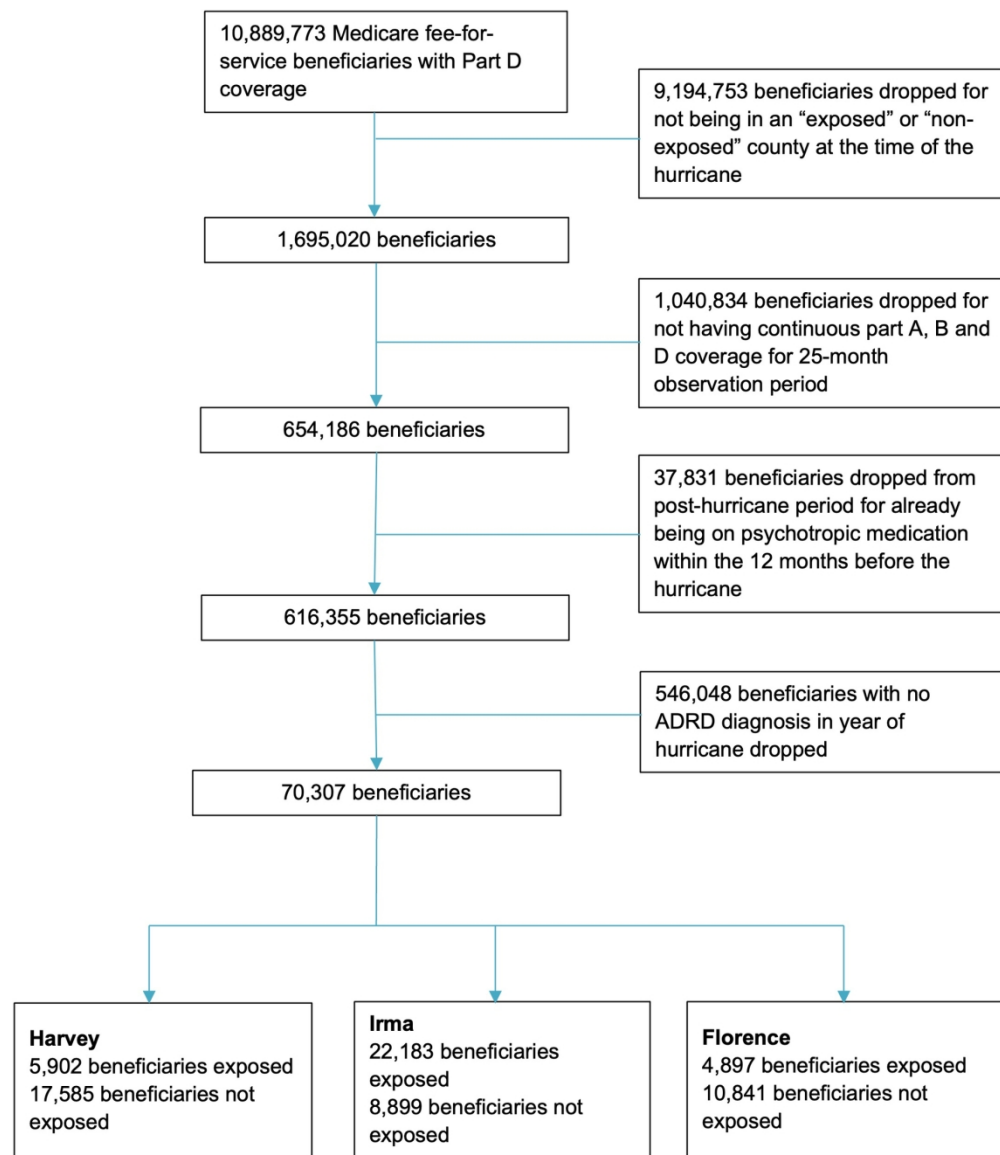 10,889,773 Medicare fee-for-
service beneficiaries with Part D
coverage
9,194,753 beneficiaries dropped for
not being in an “exposed” or “non-
exposed” county at the time of the
hurricane
1,695,020 beneficiaries
1,040,834 beneficiaries dropped for
not having continuous part A, B and
D coverage for 25-month
observation period
654,186 beneficiaries
37,831 beneficiaries dropped from
post-hurricane period for already
being on psychotropic medication
within the 12 months before the
hurricane
616,355 beneficiaries
546,048 beneficiaries with no
ADRD diagnosis in year of
hurricane dropped
70,307 beneficiaries
Harvey
5,902 beneficiaries exposed
17,585 beneficiaries not
exposed
Irma
22,183 beneficiaries
exposed
8,899 beneficiaries not
exposed
Florence
4,897 beneficiaries exposed
10,841 beneficiaries not
exposed